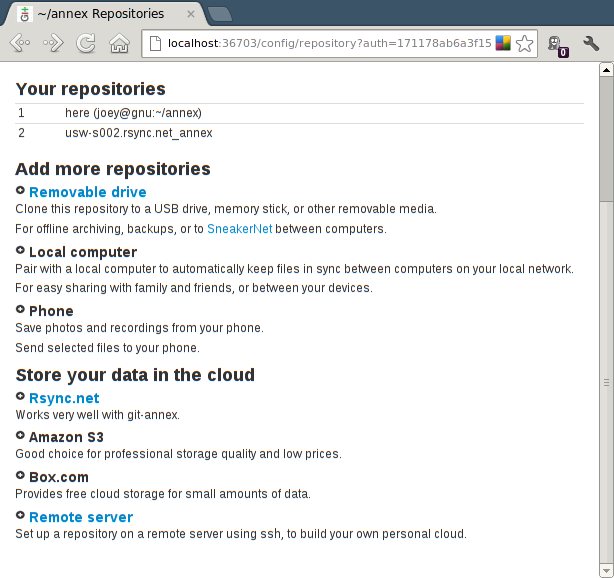 ~/annex Repositories
localhost:36703/config/repository?auth=171178ab6a3f15
0
Your repositories
1 here (joey@gnu:~/annex)
2 usw-s002.rsync.net_annex
Add more repositories
Removable drive
Clone this repository to a USB drive, memory stick, or other removable media.
For offline archiving, backups, or to SneakerNet between computers.
Local computer
Pair with a local computer to automatically keep files in sync between computers on your local network.
For easy sharing with family and friends, or between your devices.
Phone
Save photos and recordings from your phone.
Send selected files to your phone.
Store your data in the cloud
Rsync.net
Works very well with git-annex.
Amazon S3
Good choice for professional storage quality and low prices.
Box.com
Provides free cloud storage for small amounts of data.
Remote server
Set up a repository on a remote server using ssh, to build your own personal cloud.